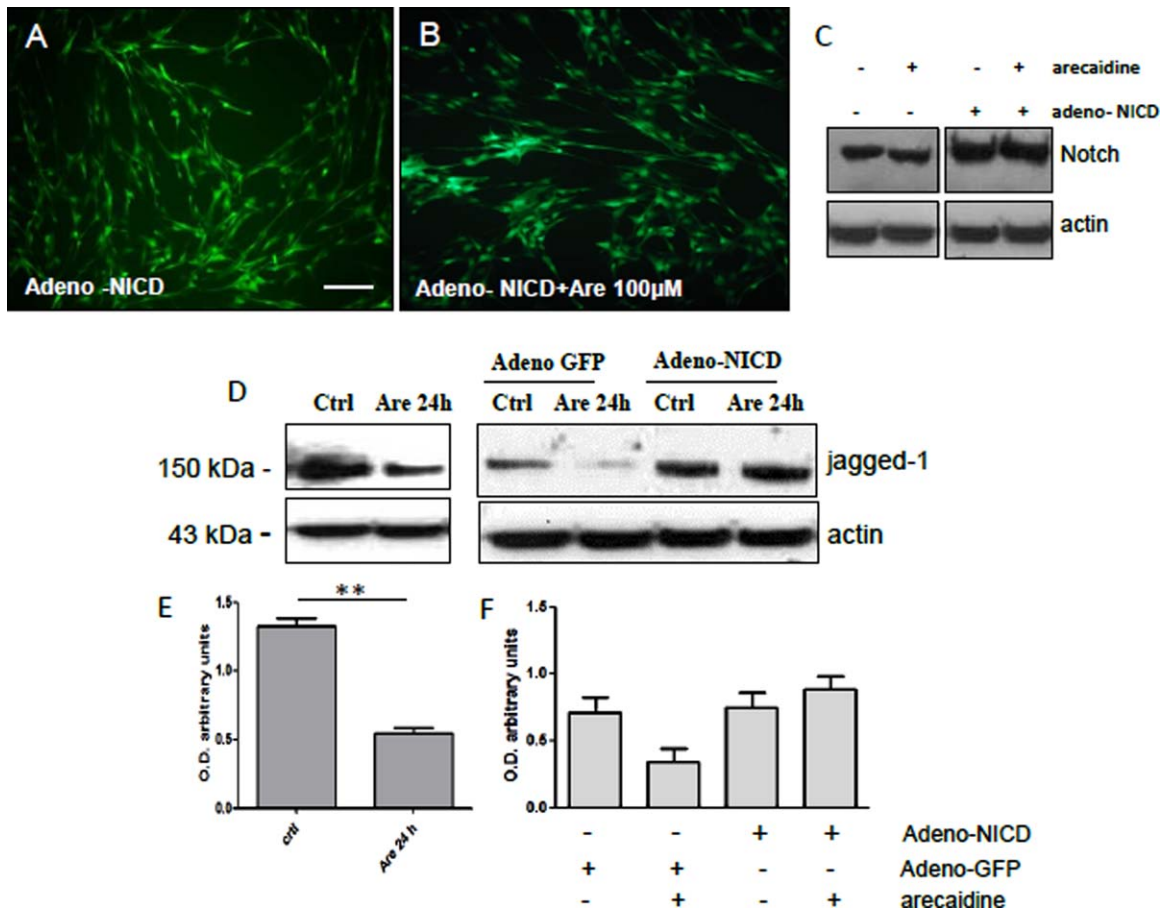 A
Adeno -NICD
B
Adeno- NICD+Are 100µM
C
- + - + arecaidine
- - + + adeno- NICD
Notch
actin
D
Adeno GFP Adeno-NICD
Ctrl Are 24h Ctrl Are 24h Ctrl Are 24h
150 kDa - jagged-1
43 kDa - actin
E
**
O.D. arbitrary units
1.5
1.0
0.5
0.0
crtl
Are 24 h
F
O.D. arbitrary units
1.5
1.0
0.5
0.0
- - + + Adeno-NICD
+ + - - Adeno-GFP
- + - + arecaidine